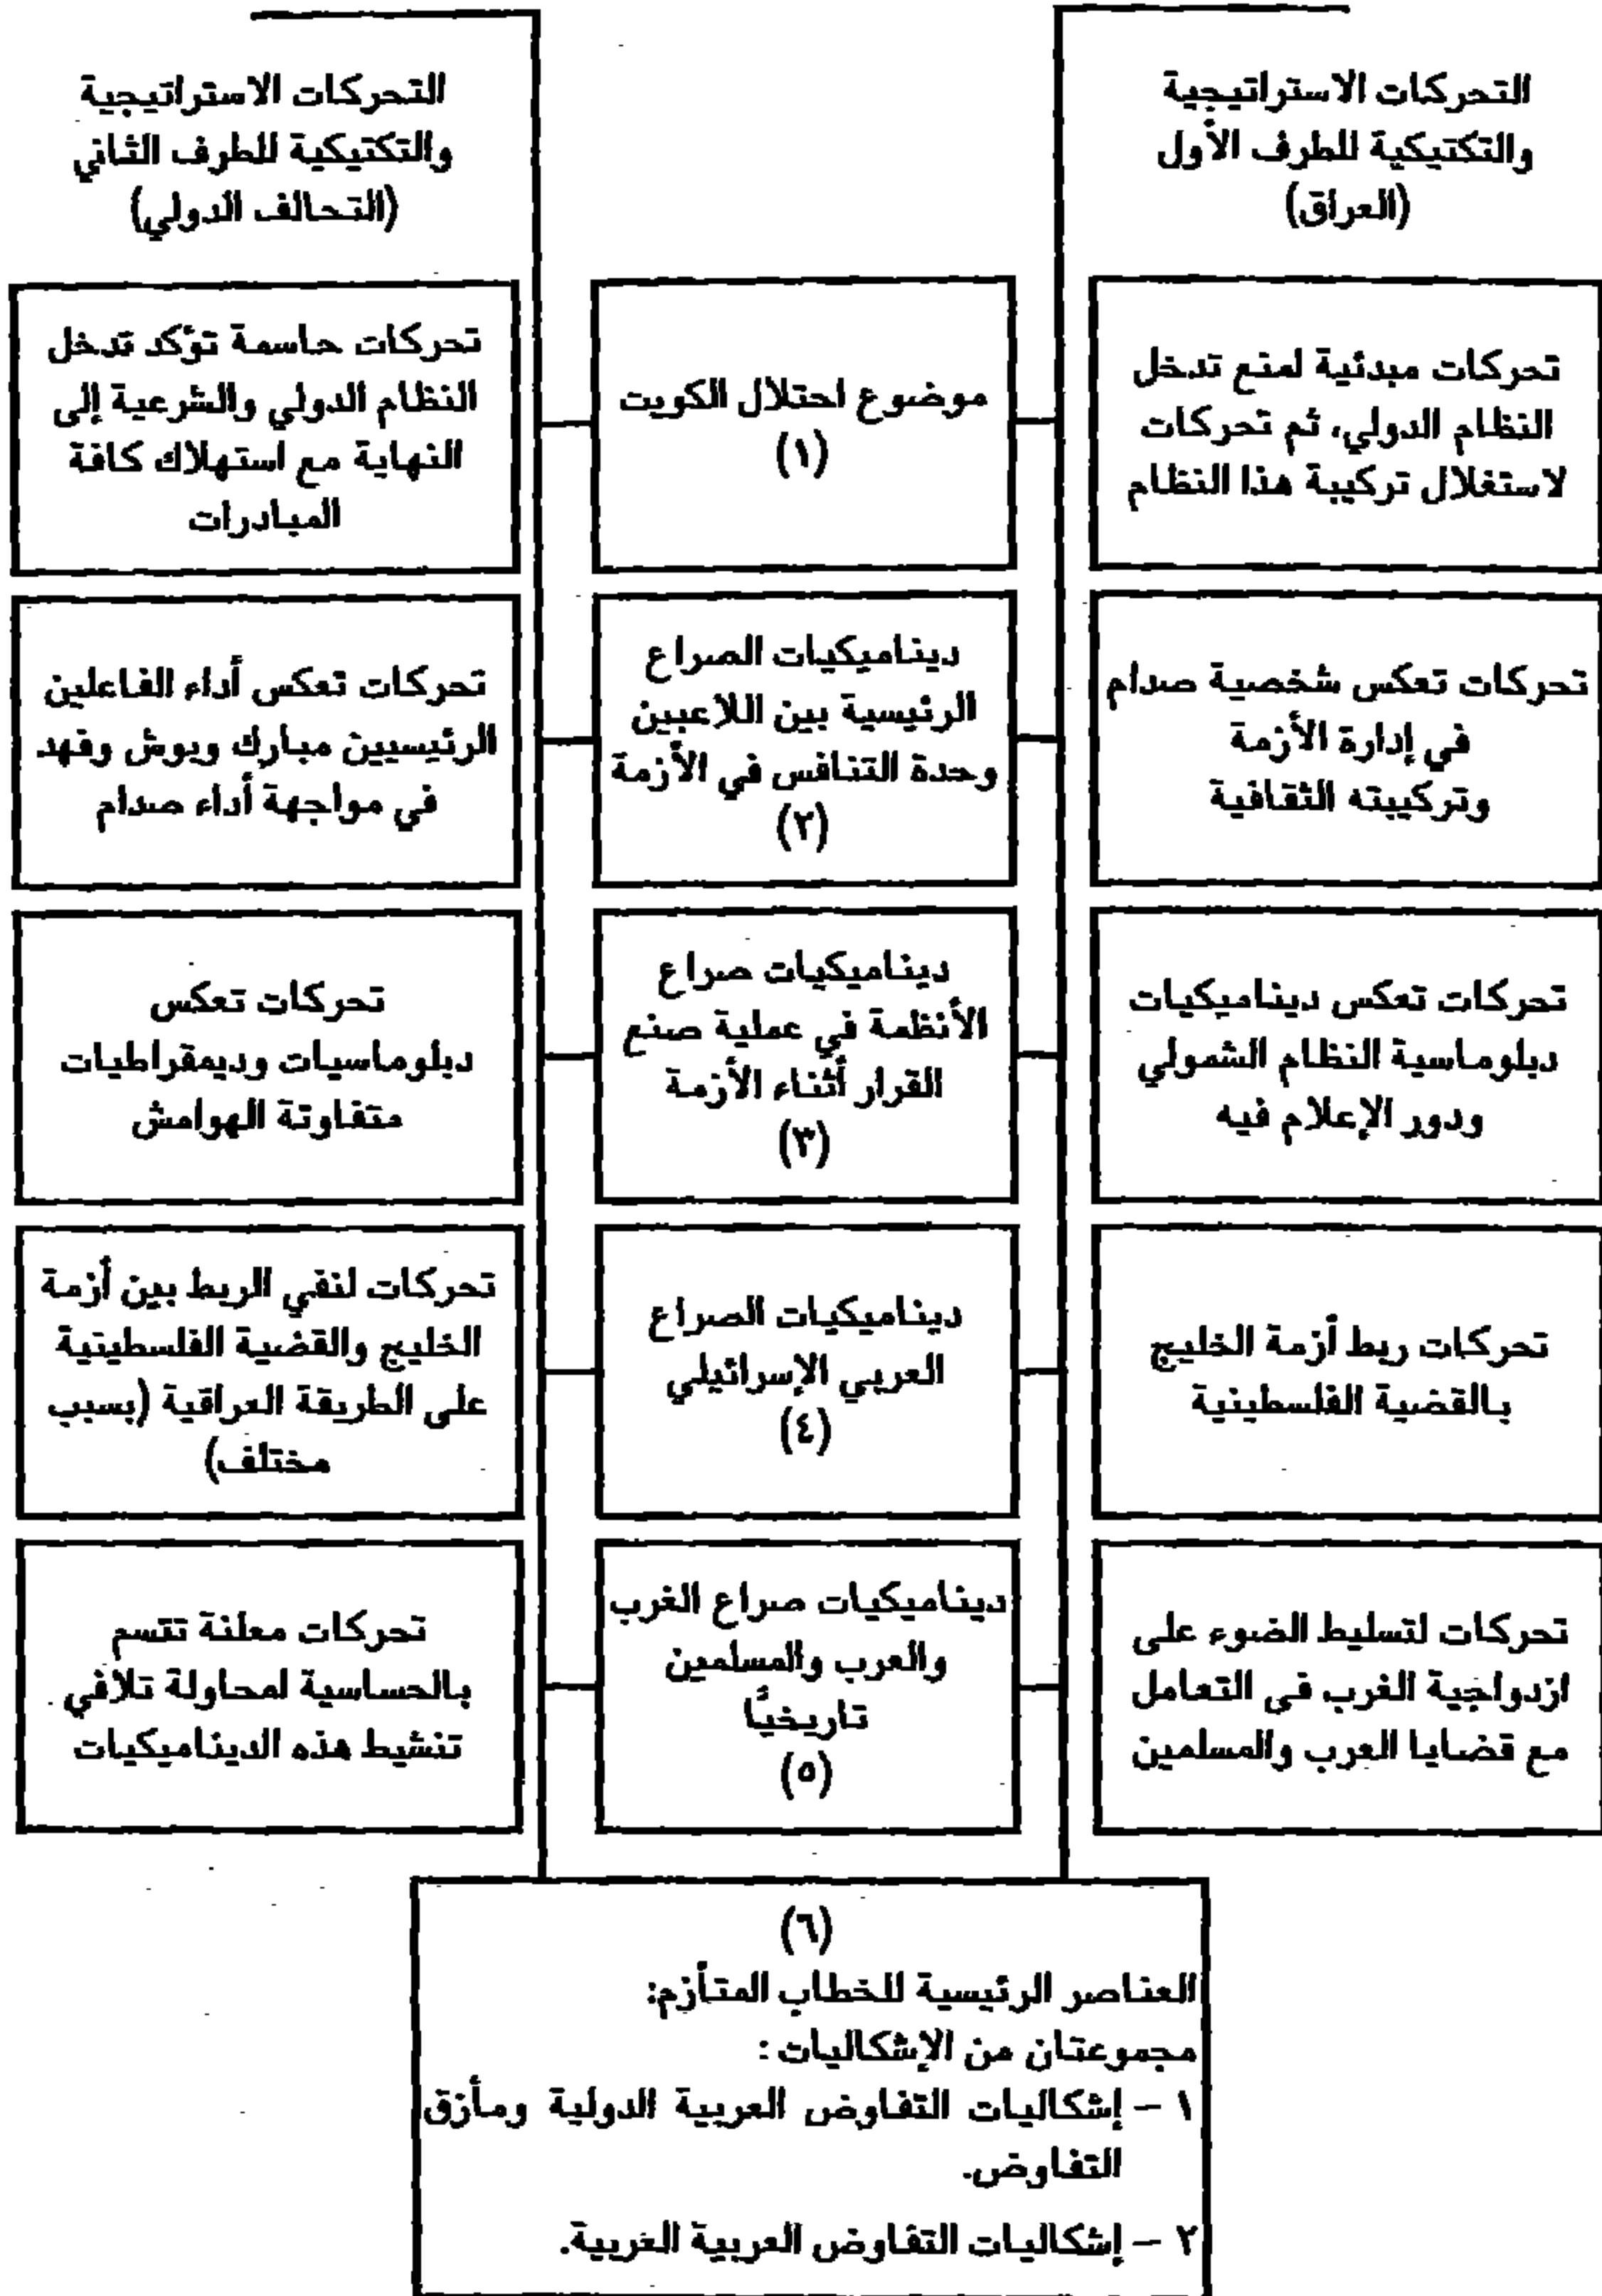 التحركات الاستراتيجية
والتكتيكية للطرف الأول
(العراق)
التحركات الاستراتيجية
والتكتيكية للطرف الثاني
(التحالف الدولي)
تحركات مبدئية لمنع تدخل
النظام الدولي، ثم تحركات
لاستغلال تركيبة هذا النظام
موضوع احتلال الكويت
(١)
تحركات حاسمة تؤكد تدخل
النظام الدولي والشرعية إلى
النهاية مع استهلاك كافة
المبادرات
تحركات تعكس شخصية صدام
في إدارة الأزمة
وتركيبته الثقافية
ديناميكيات الصراع
الرئيسية بين اللاعبين
وحدة التنافس في الأزمة
(٢)
تحركات تعكس أداء الفاعلين
الرئيسيين مبارك وبوش وفهد
في مواجهة أداء صدام
تحركات تعكس ديناميكيات
دبلوماسية النظام الشمولي
ودور الإعلام فيه
ديناميكيات صراع
الأنظمة في عملية صنع
القرار أثناء الأزمة
(٣)
تحركات تعكس
دبلوماسيات وديمقراطيات
متفاوتة الهوامش
تحركات ربط أزمة الخليج
بالقضية الفلسطينية
ديناميكيات الصراع
العربي الإسرائيلي
(٤)
تحركات لنفي الربط بين أزمة
الخليج والقضية الفلسطينية
على الطريقة العراقية (بسبب
مختلف)
تحركات لتسليط الضوء على
ازدواجية الغرب فى التعامل
مع قضايا العرب والمسلمين
ديناميكيات صراع الغرب
والعرب والمسلمين
تاريخيًا
(٥)
تحركات معلنة تتسم
بالحساسية لمحاولة تلافي
تنشيط هذه الديناميكيات
(٦)
العناصر الرئيسية للخطاب المتأزم:
مجموعتان من الإشكاليات :
١ – إشكاليات التفاوض العربية الدولية ومأزق
التفاوض.
٢ – إشكاليات التفاوض العربية الغربية.